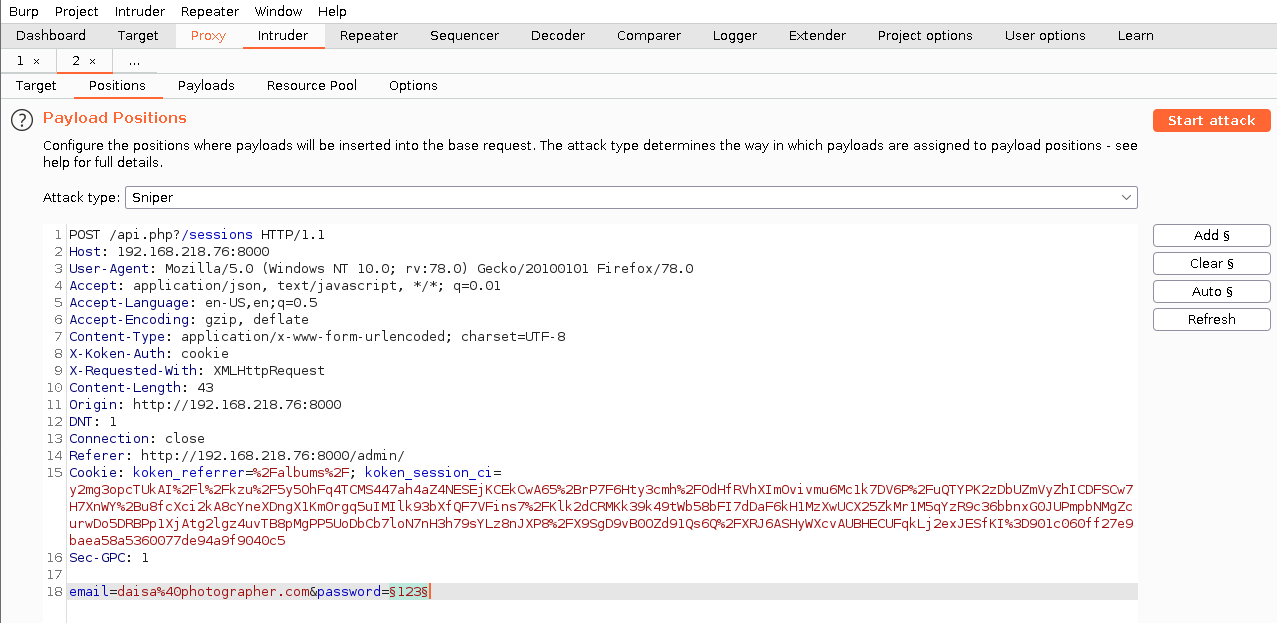 Burp Project Intruder Repeater Window Help
Dashboard Target Proxy Intruder Repeater Sequencer Decoder Comparer Logger Extender Project options User options Learn
1 × 2 × ...
Target Positions Payloads Resource Pool Options
? Payload Positions
Start attack
Configure the positions where payloads will be inserted into the base request. The attack type determines the way in which payloads are assigned to payload positions - see
help for full details.
Attack type: Sniper
Add §
Clear §
Auto §
Refresh
1 POST /api.php?/sessions HTTP/1.1
2 Host: 192.168.218.76:8000
3 User-Agent: Mozilla/5.0 (Windows NT 10.0; rv:78.0) Gecko/20100101 Firefox/78.0
4 Accept: application/json, text/javascript, */*; q=0.01
5 Accept-Language: en-US,en;q=0.5
6 Accept-Encoding: gzip, deflate
7 Content-Type: application/x-www-form-urlencoded; charset=UTF-8
8 X-Koken-Auth: cookie
9 X-Requested-With: XMLHttpRequest
10 Content-Length: 43
11 Origin: http://192.168.218.76:8000
12 DNT: 1
13 Connection: close
14 Referer: http://192.168.218.76:8000/admin/
15 Cookie: koken_referrer=%2Falbums%2F; koken_session_ci=
y2mg3opcTUkAI%2Fl%2Fkzu%2F5y5OhFq4TCMS447ah4aZ4NESEjKCEkCwA65%2BrP7F6Hty3cmh%2FOdHfRVhXImOvivmu6Mc1k7DV6P%2FuQTYPK2zDbUZmVyZhICDFSCw7
H7XnWY%2Bu8fcXci2kA8cYneXDngX1KmOrgq5uIMIlk93bXfQF7VFins7%2FKlk2dCRMKk39k49tWb58bFI7dDaF6kH1MzXwUCX25ZkMr1M5qYzR9c36bbnxG0JUPmpbNMgZc
urwDo5DRBPp1XjAtg2lgz4uvTB8pMgPP5UoDbCb7loN7nH3h79sYLz8nJXP8%2FX9SgD9vB0OZd91Qs6Q%2FXRJ6ASHyWXcvAUBHECUFqkLj2exJESfKI%3D901c060ff27e9
baea58a5360077de94a9f9040c5
16 Sec-GPC: 1
17
18 email=daisa%40photographer.com&password=§123§